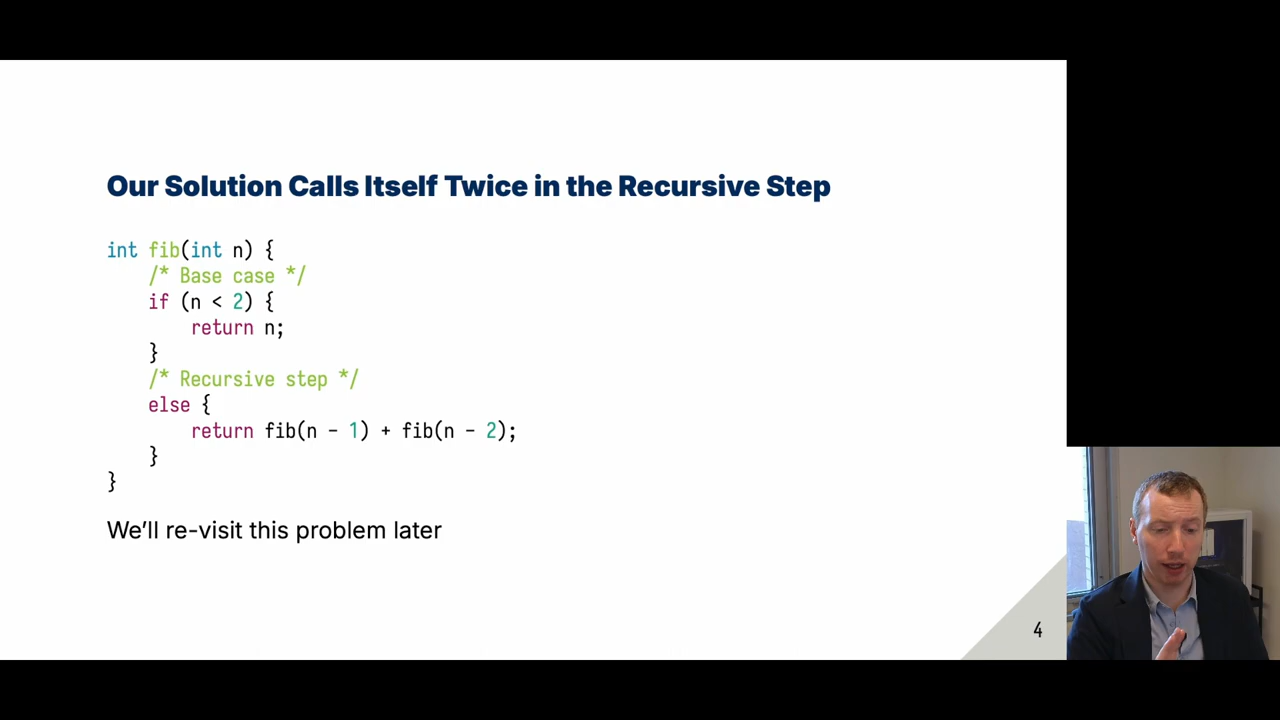 Our Solution Calls Itself Twice in the Recursive Step
int fib(int n) {
    /* Base case */
    if (n < 2) {
        return n;
    }
    /* Recursive step */
    else {
        return fib(n - 1) + fib(n - 2);
    }
}
We'll re-visit this problem later
4